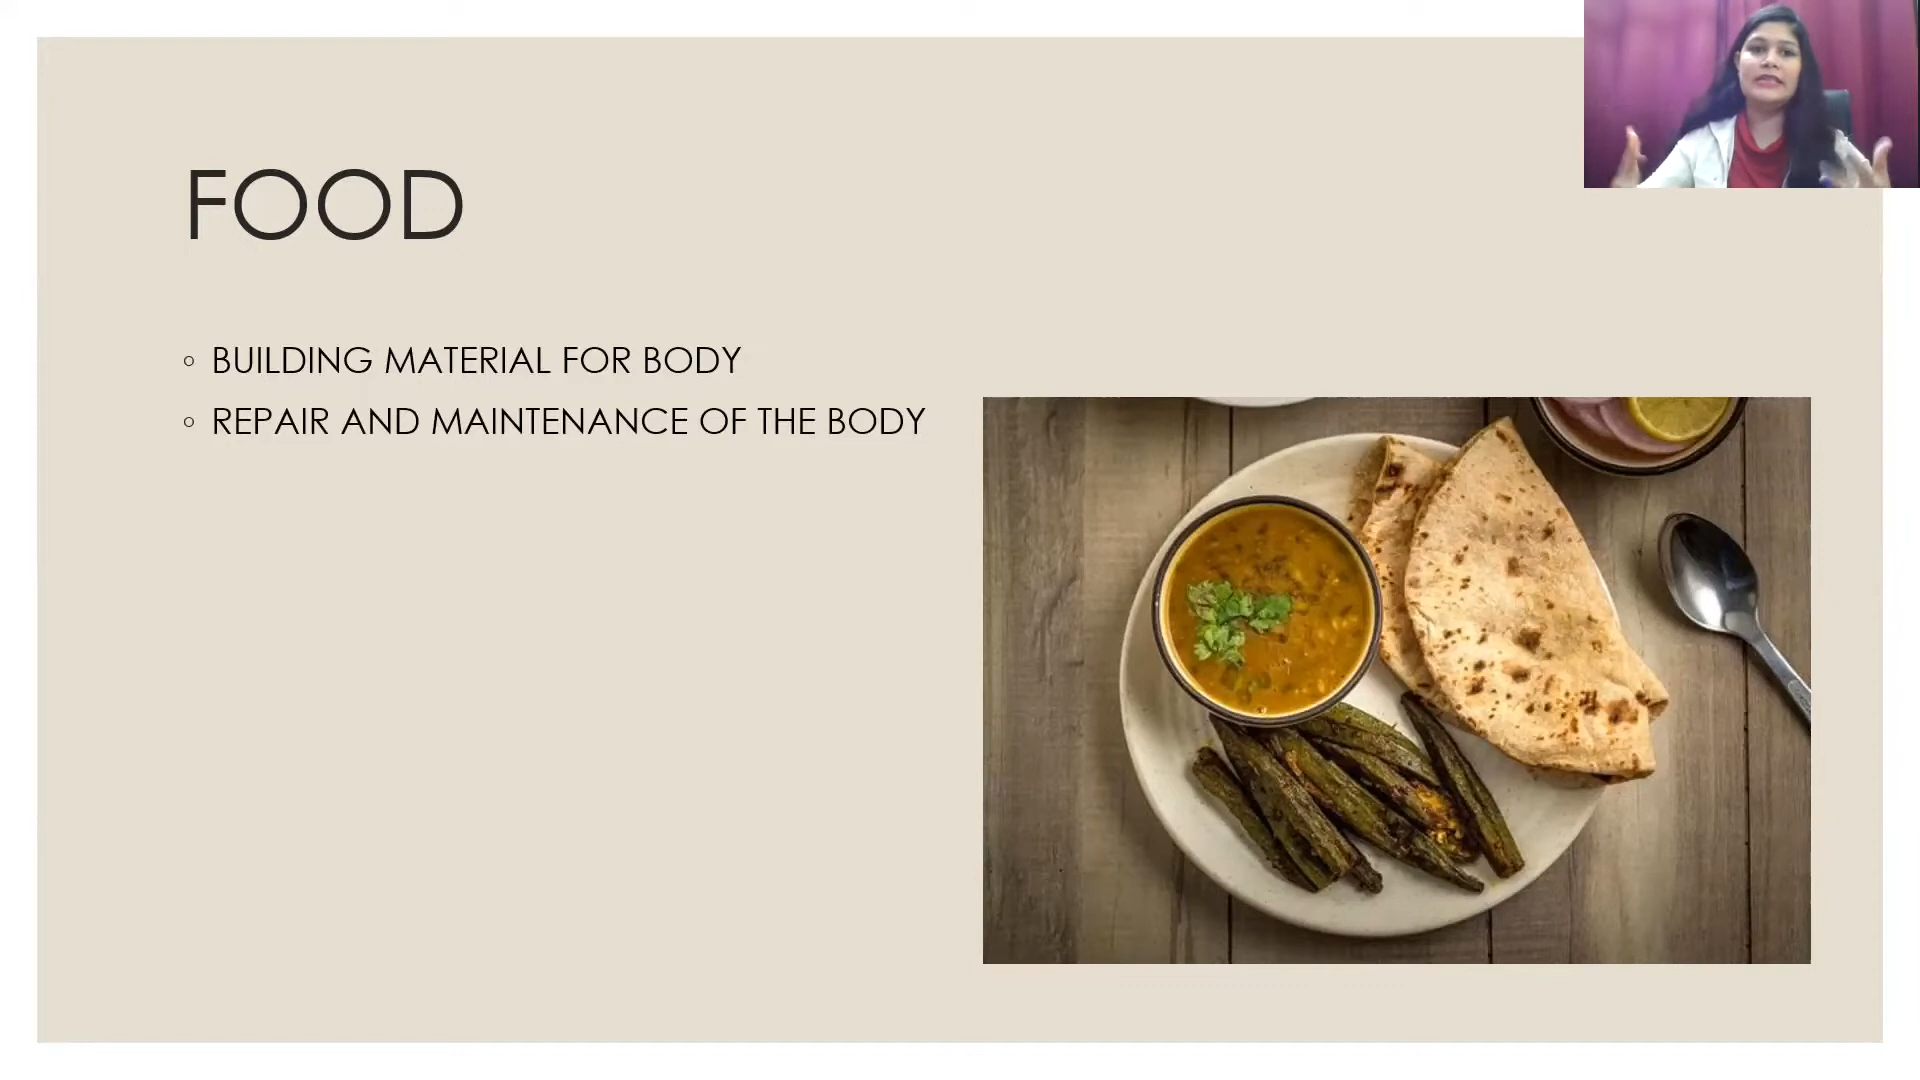 FOOD
◦ BUILDING MATERIAL FOR BODY
◦ REPAIR AND MAINTENANCE OF THE BODY